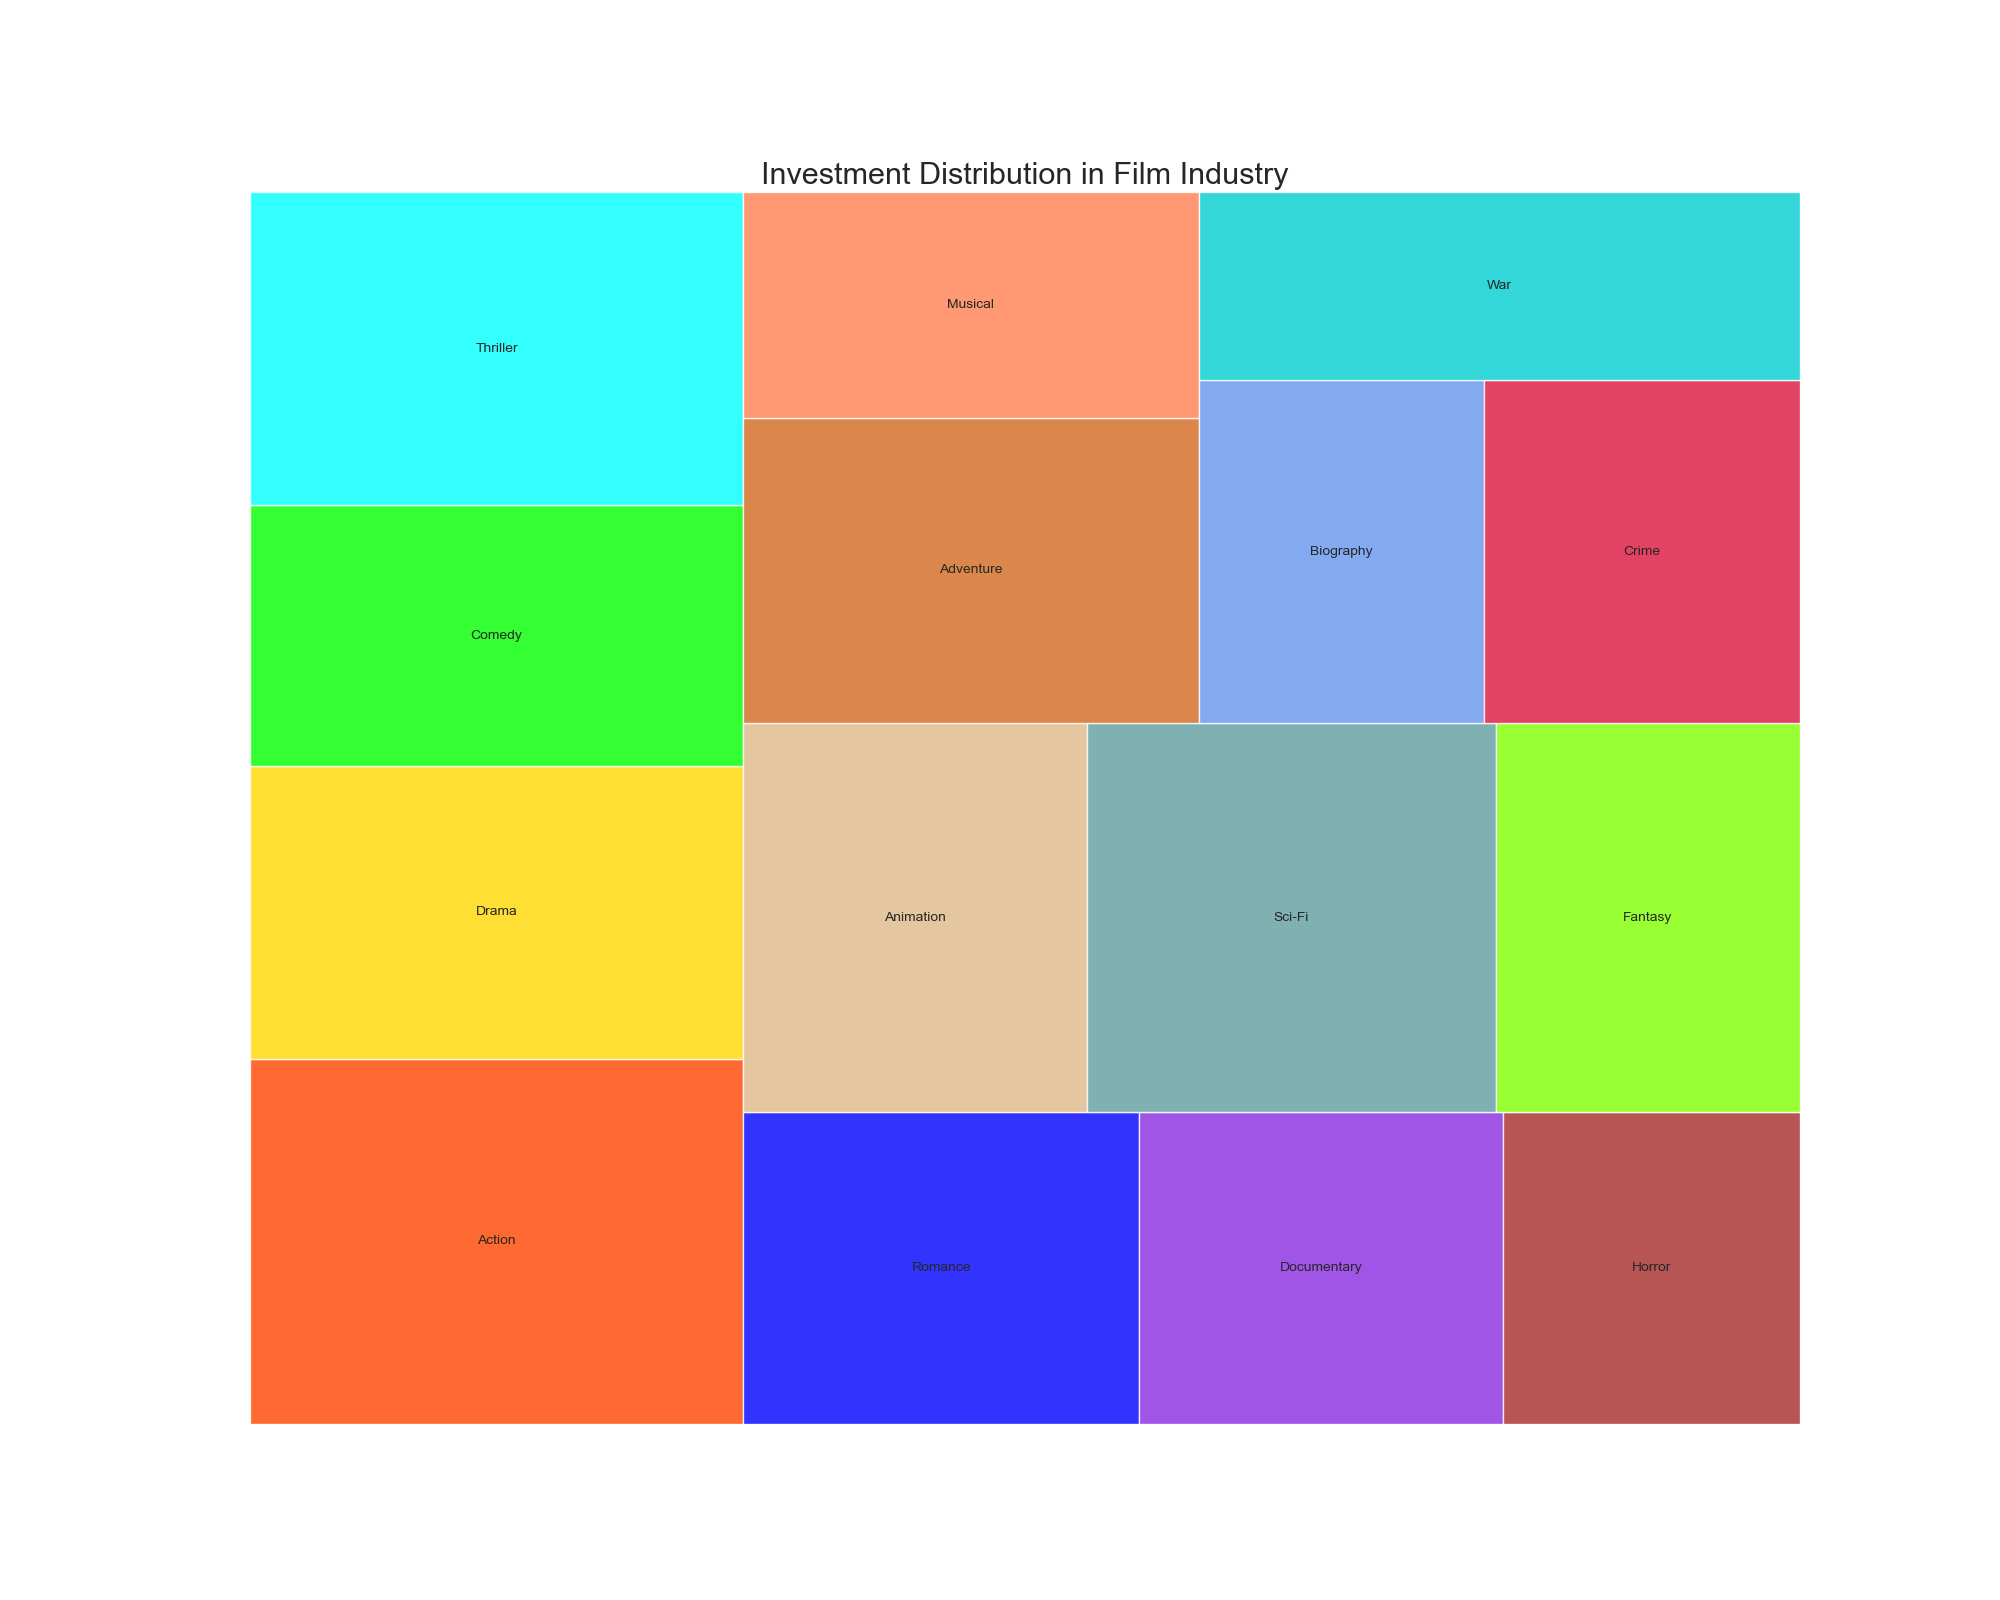 Investment Distribution in Film Industry
Thriller
Musical
War
Comedy
Adventure
Biography
Crime
Drama
Animation
Sci-Fi
Fantasy
Action
Romance
Documentary
Horror